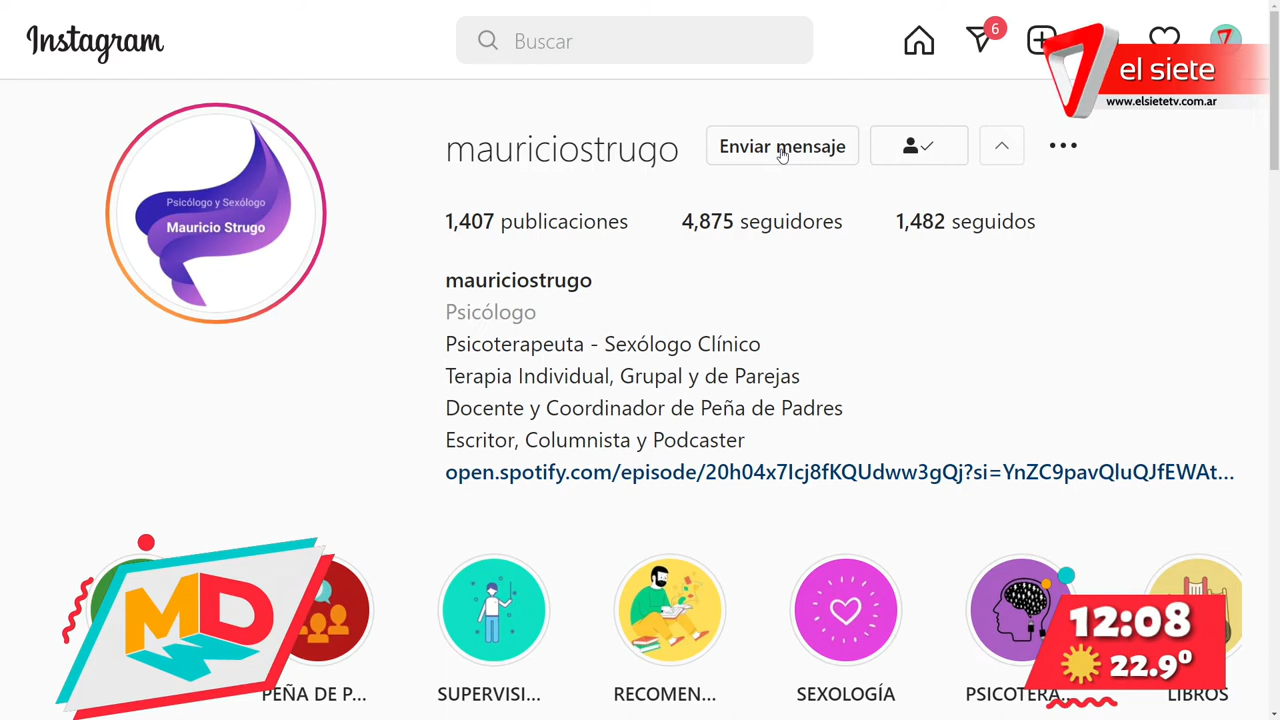 Instagram
Buscar
6
el siete
www.elsietetv.com.ar
mauriciostrugo
Enviar mensaje
Psicólogo y Sexólogo
Mauricio Strugo
1,407 publicaciones
4,875 seguidores
1,482 seguidos
mauriciostrugo
Psicólogo
Psicoterapeuta - Sexólogo Clínico
Terapia Individual, Grupal y de Parejas
Docente y Coordinador de Peña de Padres
Escritor, Columnista y Podcaster
open.spotify.com/episode/20h04x7Icj8fKQUdww3gQj?si=YnZC9pavQluQJfEWAt...
MD
12:08
22.9º
PEÑA DE P...
SUPERVISI...
RECOMEN...
SEXOLOGÍA
PSICOTERA...
LIBROS